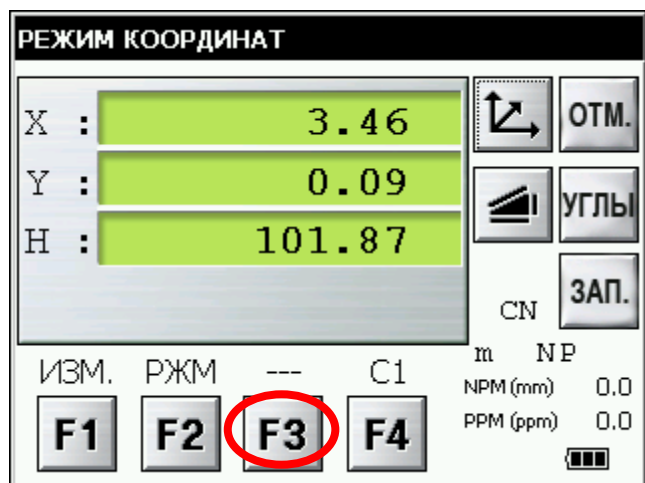 РЕЖИМ КООРДИНАТ
X : 3.46
Y : 0.09
H : 101.87
ОТМ.
УГЛЫ
ЗАП.
CN
m NP
NPM (mm) 0.0
PPM (ppm) 0.0
ИЗМ. РЖМ --- C1
F1 F2 F3 F4